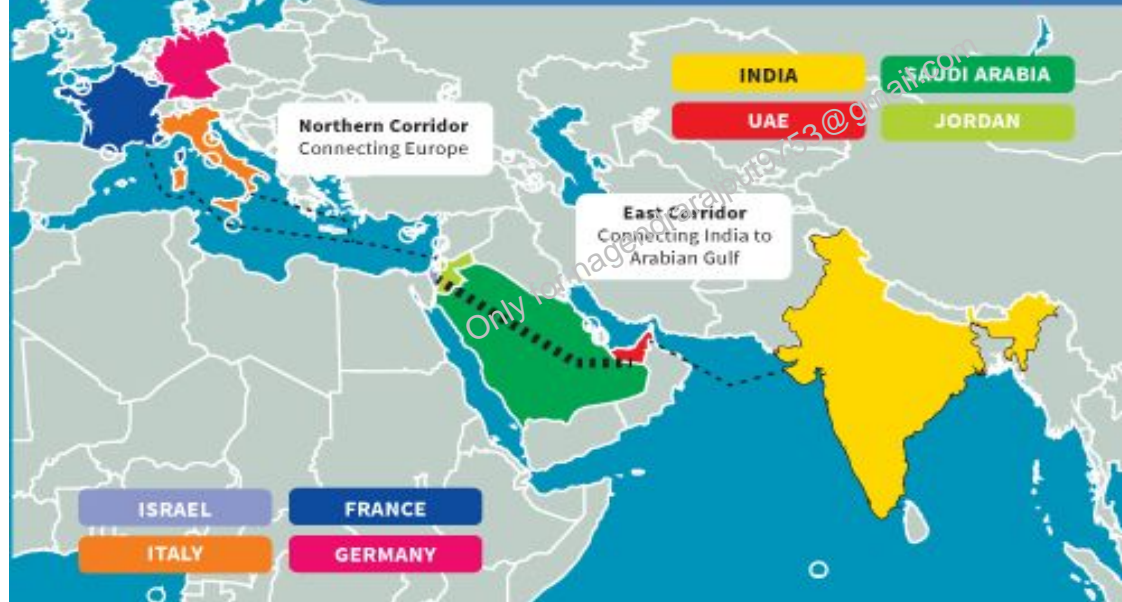 INDIA
SAUDI ARABIA
UAE
JORDAN
Northern Corridor
Connecting Europe
East Corridor
Connecting India to
Arabian Gulf
ISRAEL
FRANCE
ITALY
GERMANY